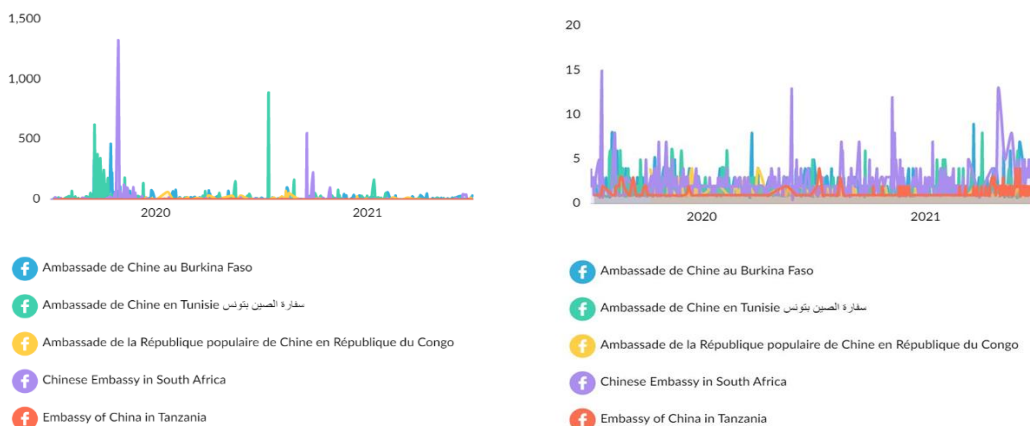 1,500
1,000
500
0
2020
2021
Ambassade de Chine au Burkina Faso
Ambassade de Chine en Tunisie سفارة الصين بتونس
Ambassade de la République populaire de Chine en République du Congo
Chinese Embassy in South Africa
Embassy of China in Tanzania
20
15
10
5
0
2020
2021
Ambassade de Chine au Burkina Faso
Ambassade de Chine en Tunisie سفارة الصين بتونس
Ambassade de la République populaire de Chine en République du Congo
Chinese Embassy in South Africa
Embassy of China in Tanzania